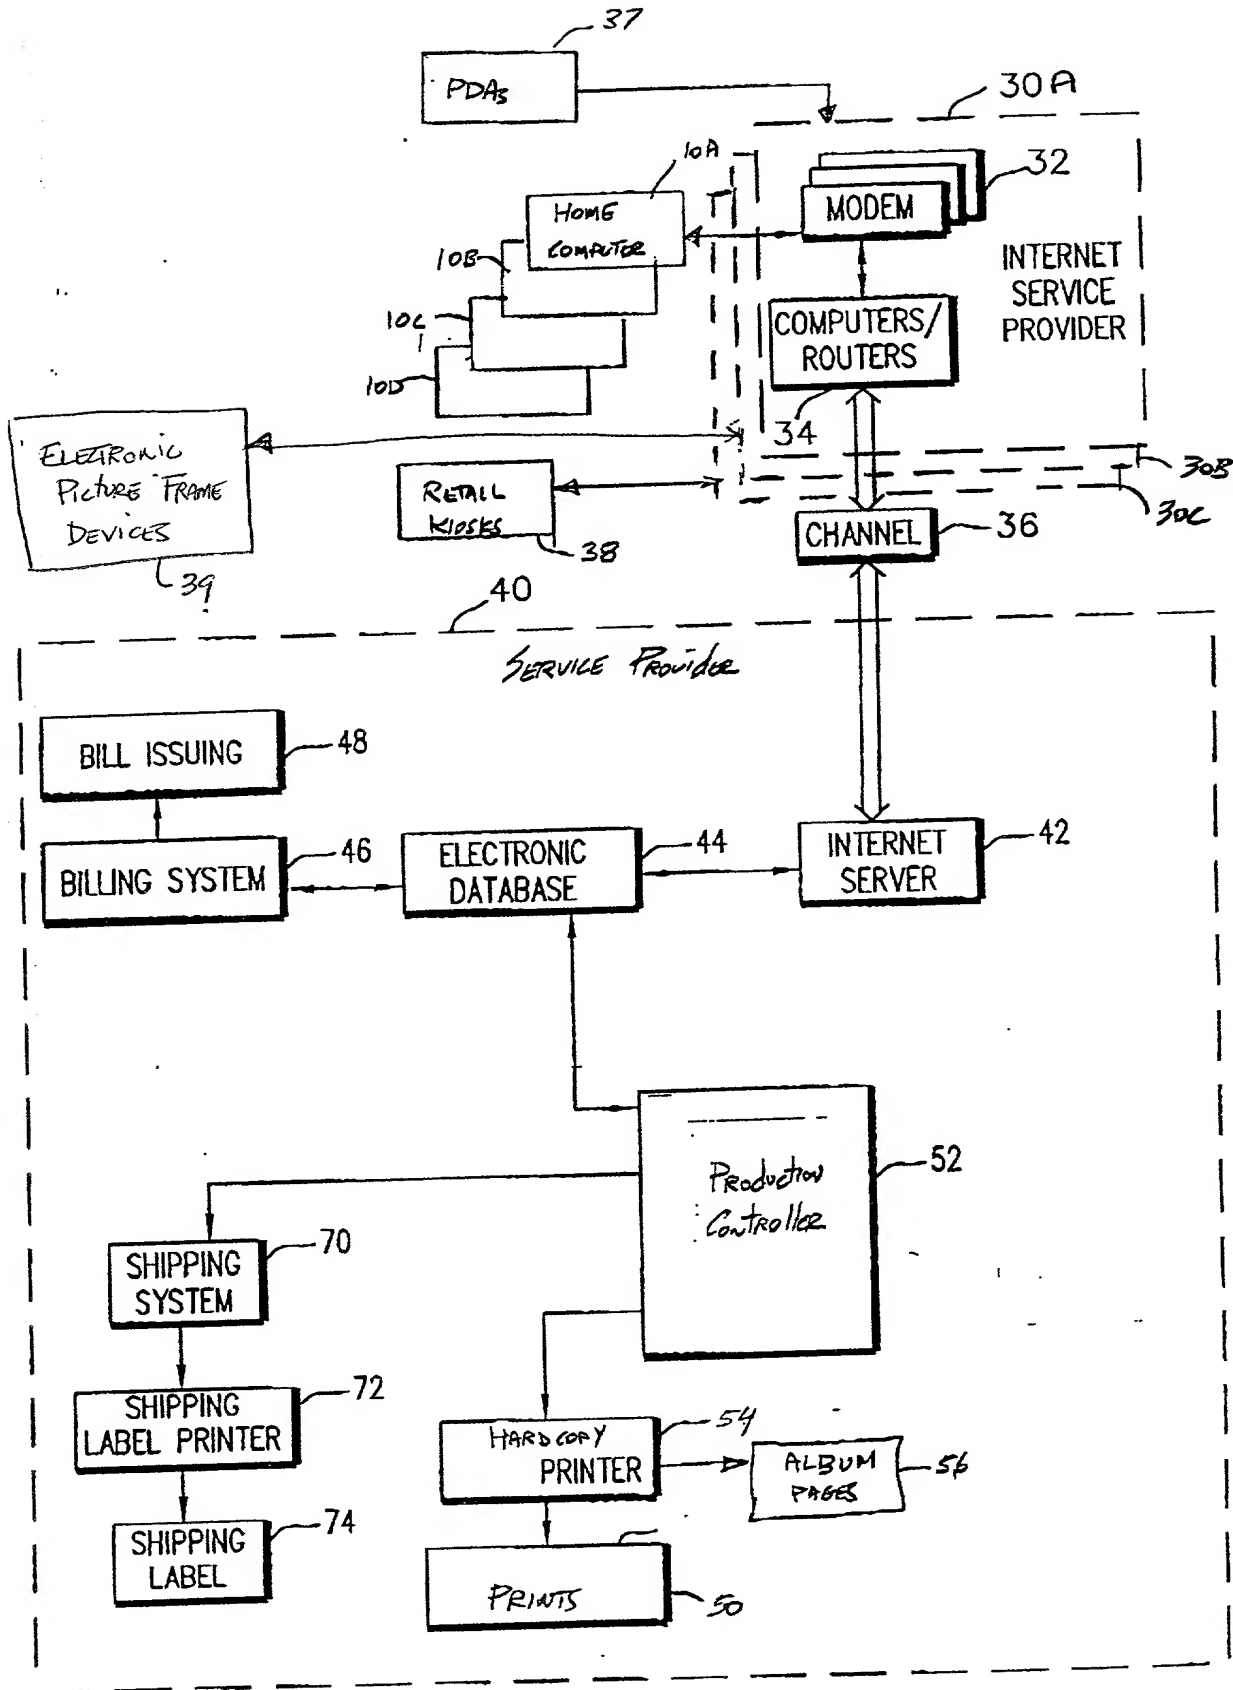 37
PDAs
30A
10A
32
MODEM
HOME
COMPUTER
10B
INTERNET
SERVICE
PROVIDER
10C
COMPUTERS/
ROUTERS
10D
34
ELECTRONIC
PICTURE FRAME
DEVICES
30B
RETAIL
KIOSKS
30C
CHANNEL
36
38
39
40
SERVICE PROVIDER
BILL ISSUING
48
BILLING SYSTEM
46
ELECTRONIC
DATABASE
44
INTERNET
SERVER
42
PRODUCTION
CONTROLLER
52
SHIPPING
SYSTEM
70
SHIPPING
LABEL PRINTER
72
HARDCOPY
PRINTER
54
ALBUM
PAGES
56
SHIPPING
LABEL
74
PRINTS
50